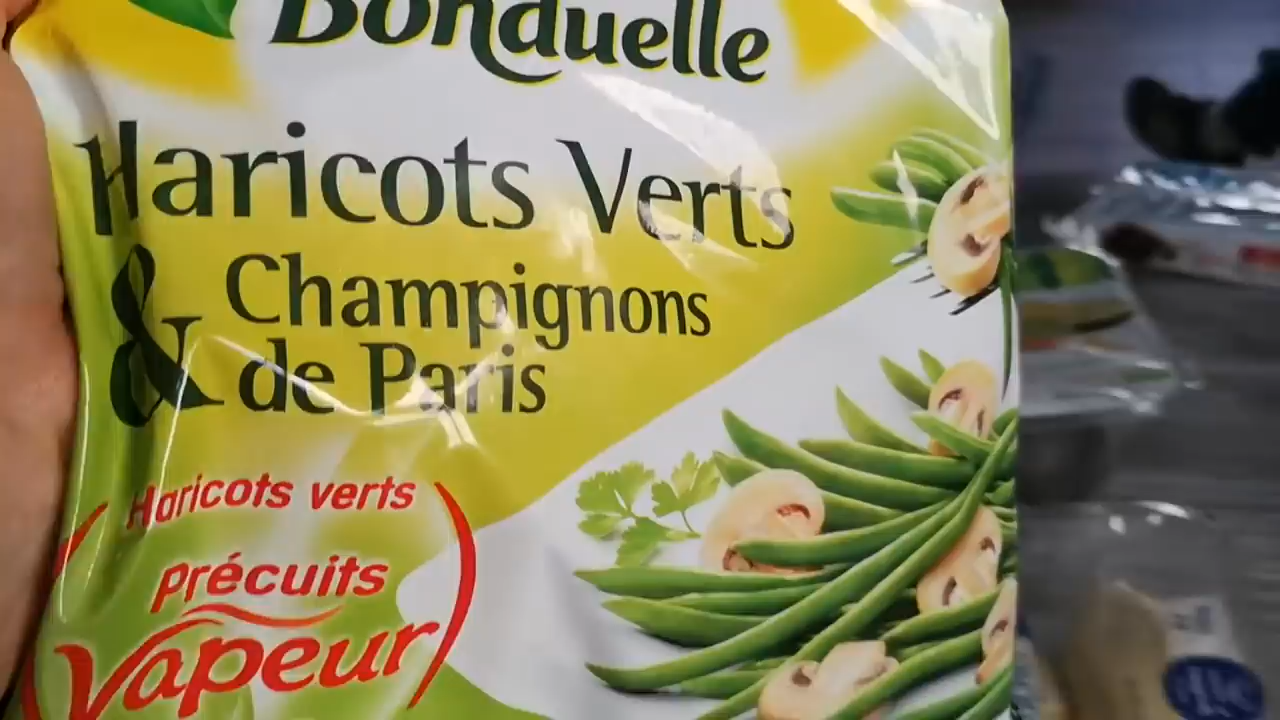 Bonduelle
Haricots Verts
& Champignons
de Paris
Haricots verts
précuits
Vapeur